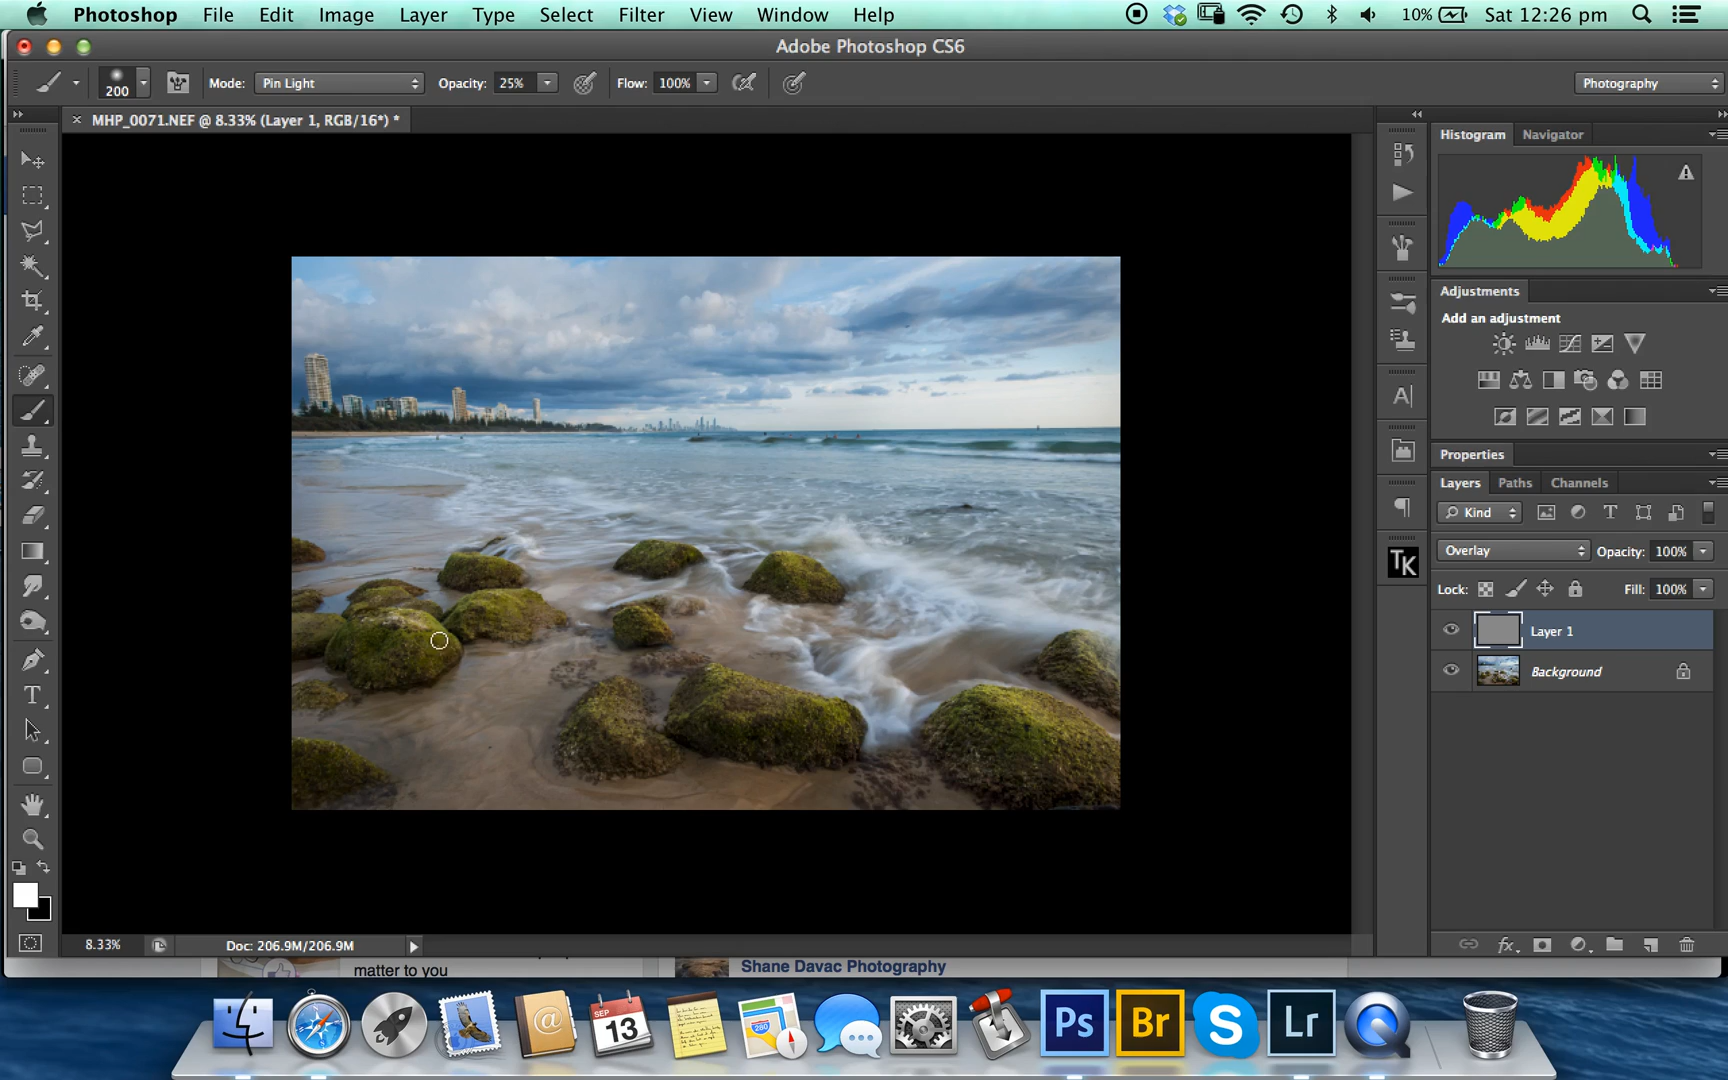 Photoshop File Edit Image Layer Type Select Filter View Window Help 10% Sat 12:26 pm
Adobe Photoshop CS6
200 Mode: Pin Light Opacity: 25% Flow: 100% Photography
× MHP_0071.NEF @ 8.33% (Layer 1, RGB/16*) *
Histogram Navigator
Adjustments
Add an adjustment
A
Properties
Layers Paths Channels
Kind T
Overlay Opacity: 100%
TK
Lock: Fill: 100%
Layer 1
Background
T
8.33% Doc: 206.9M/206.9M
fx
matter to you
Shane Davac Photography
@
SEP
13
280
Ps
Br
S
Lr